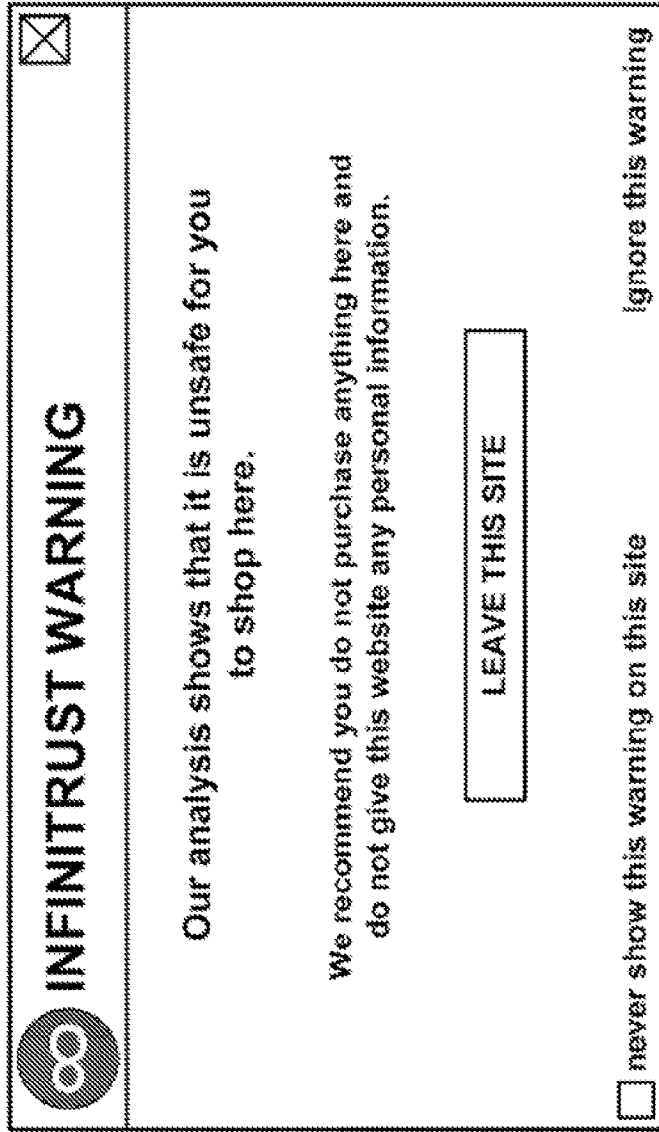 INFINITRUST WARNING
Our analysis shows that it is unsafe for you
to shop here.
We recommend you do not purchase anything here and
do not give this website any personal information.
LEAVE THIS SITE
never show this warning on this site
Ignore this warning